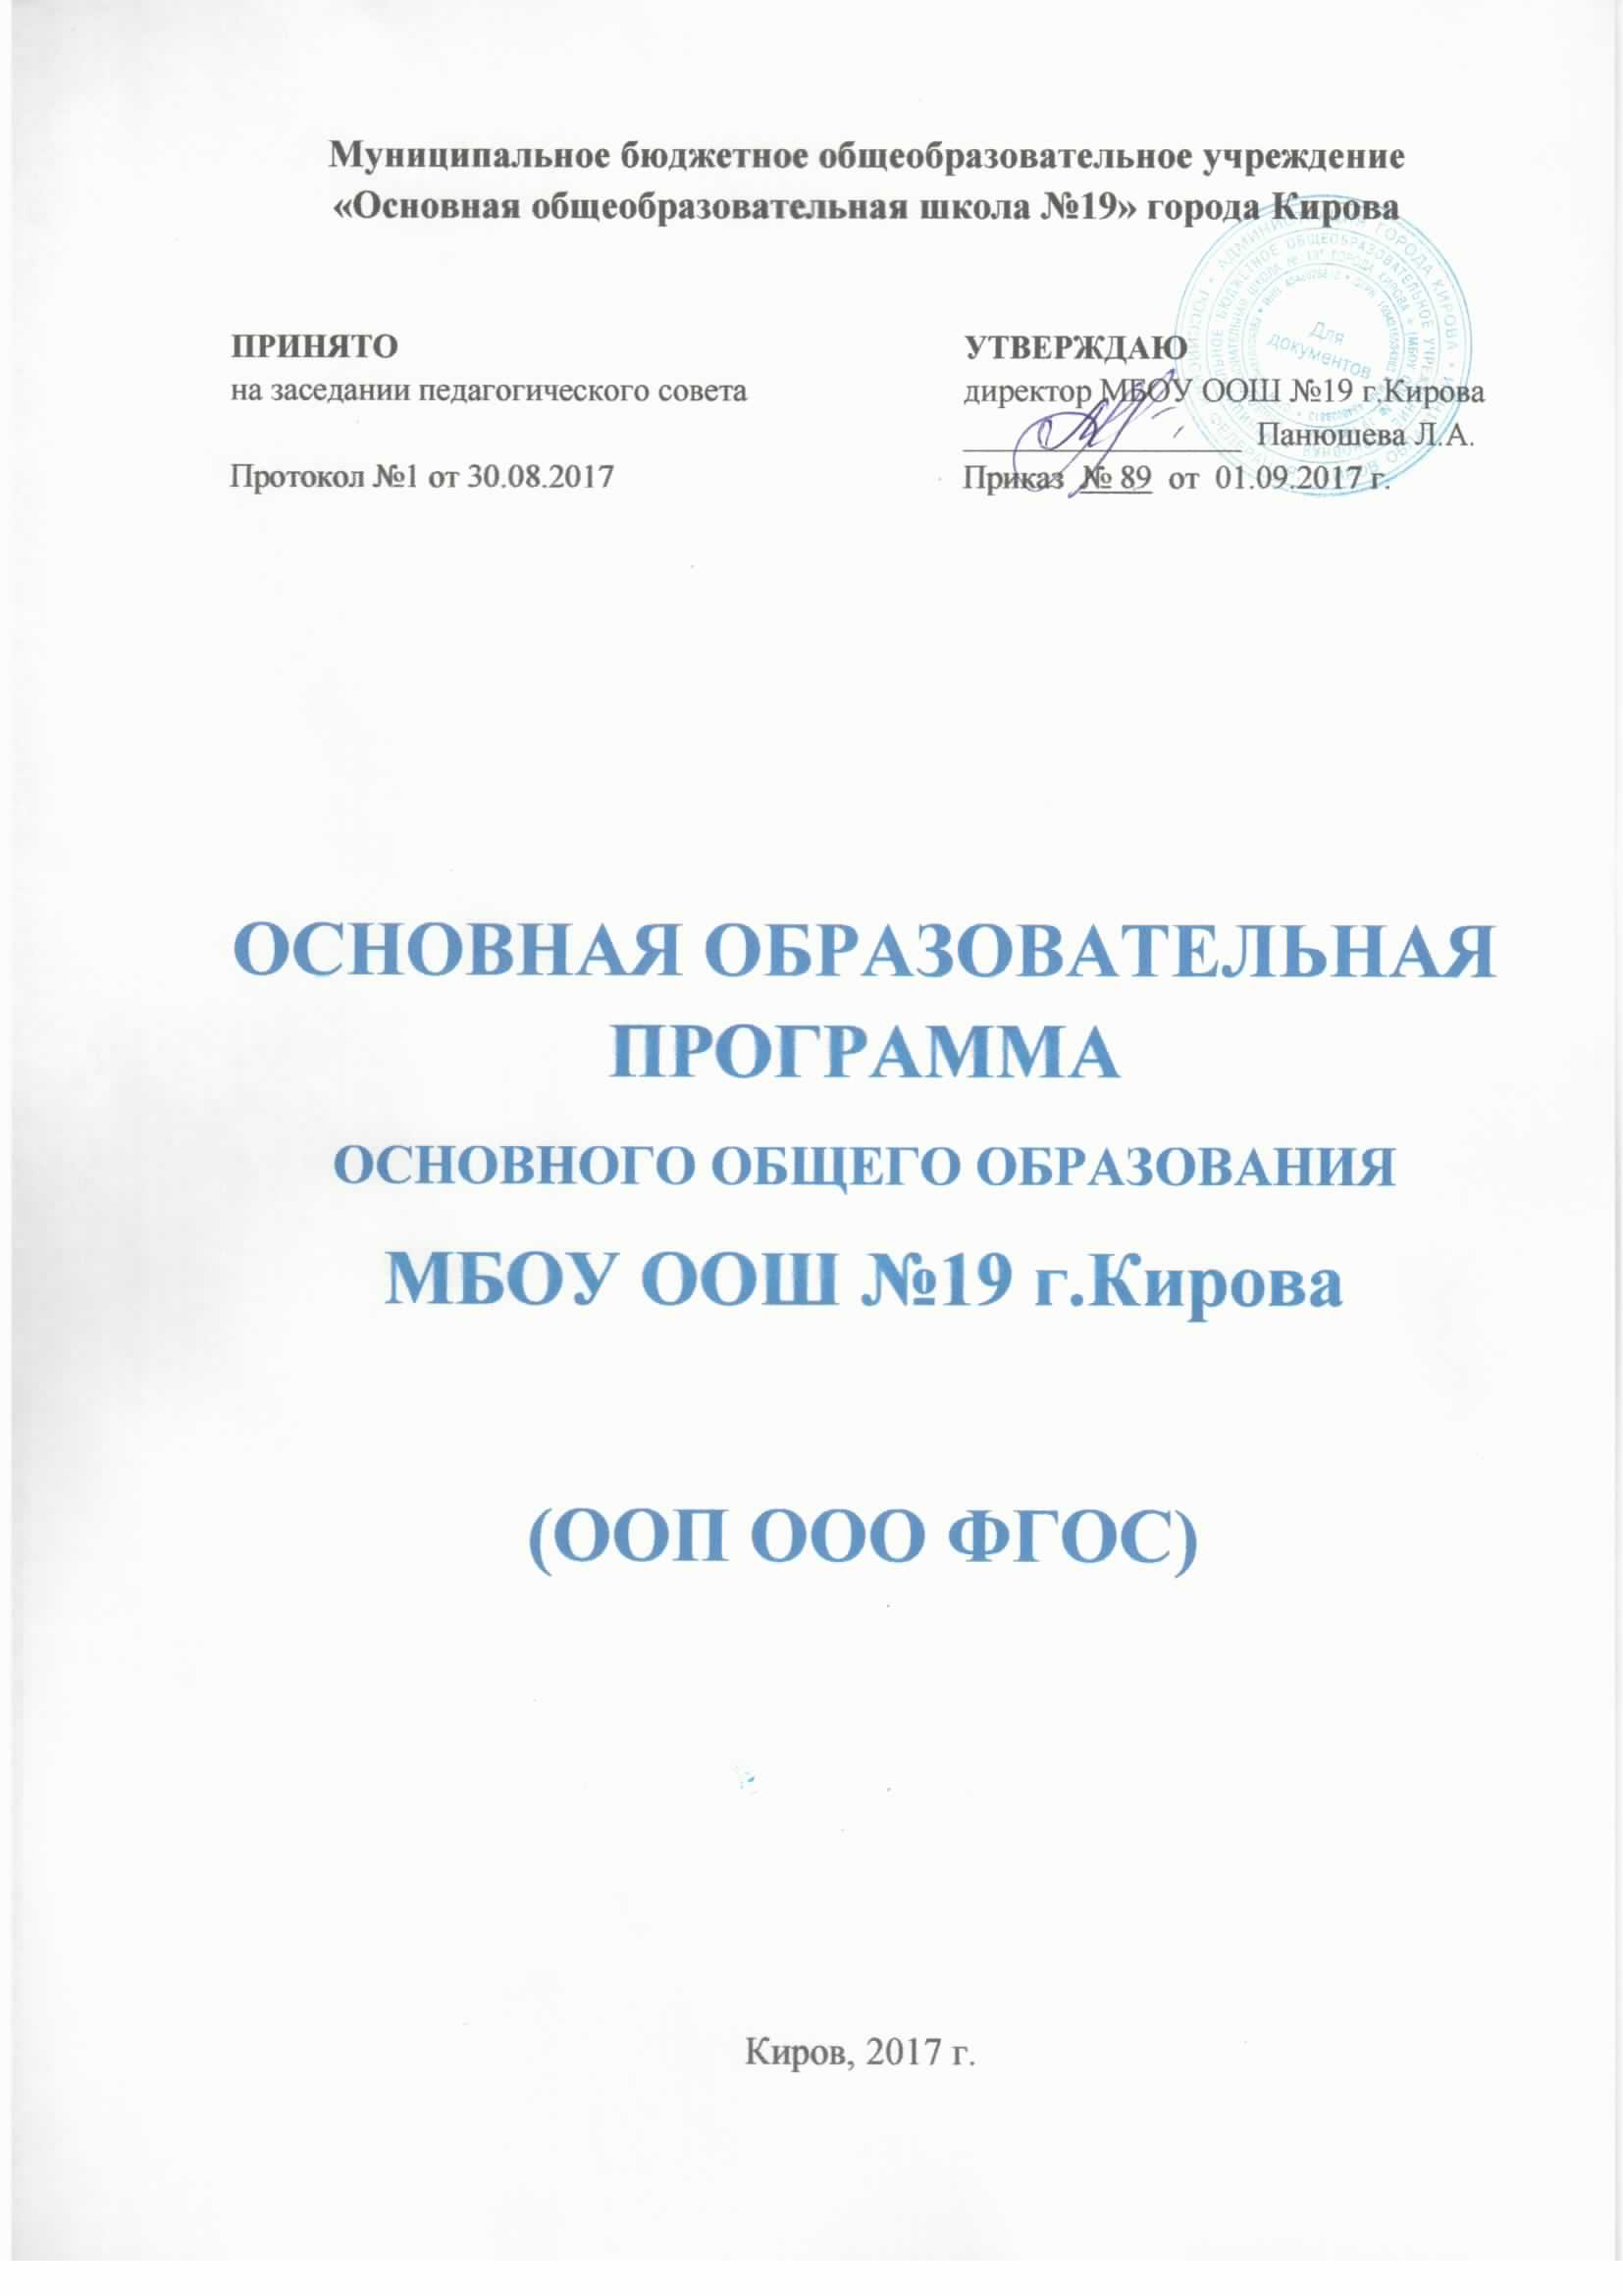 Муниципальное бюджетное общеобразовательное учреждение
«Основная общеобразовательная школа №19» города Кирова
ПРИНЯТО
на заседании педагогического совета
Протокол №1 от 30.08.2017
УТВЕРЖДАЮ
директор МБОУ ООШ №19 г.Кирова
Панюшева Л.А.
Приказ № 89 от 01.09.2017 г.
Для
документов
ОСНОВНАЯ ОБРАЗОВАТЕЛЬНАЯ
ПРОГРАММА
ОСНОВНОГО ОБЩЕГО ОБРАЗОВАНИЯ
МБОУ ООШ №19 г.Кирова
(ООП ООО ФГОС)
Киров, 2017 г.